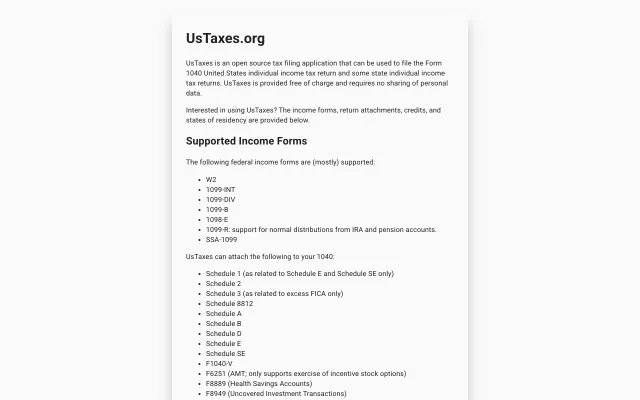 UsTaxes.org
UsTaxes is an open source tax filing application that can be used to file the Form
1040 United States individual income tax return and some state individual income
tax returns. UsTaxes is provided free of charge and requires no sharing of personal
data.
Interested in using UsTaxes? The income forms, return attachments, credits, and
states of residency are provided below.
Supported Income Forms
The following federal income forms are (mostly) supported:
• W2
• 1099-INT
• 1099-DIV
• 1099-B
• 1098-E
• 1099-R: support for normal distributions from IRA and pension accounts.
• SSA-1099
UsTaxes can attach the following to your 1040:
• Schedule 1 (as related to Schedule E and Schedule SE only)
• Schedule 2
• Schedule 3 (as related to excess FICA only)
• Schedule 8812
• Schedule A
• Schedule B
• Schedule D
• Schedule E
• Schedule SE
• F1040-V
• F6251 (AMT; only supports exercise of incentive stock options)
• F8889 (Health Savings Accounts)
• F8949 (Uncovered Investment Transactions)